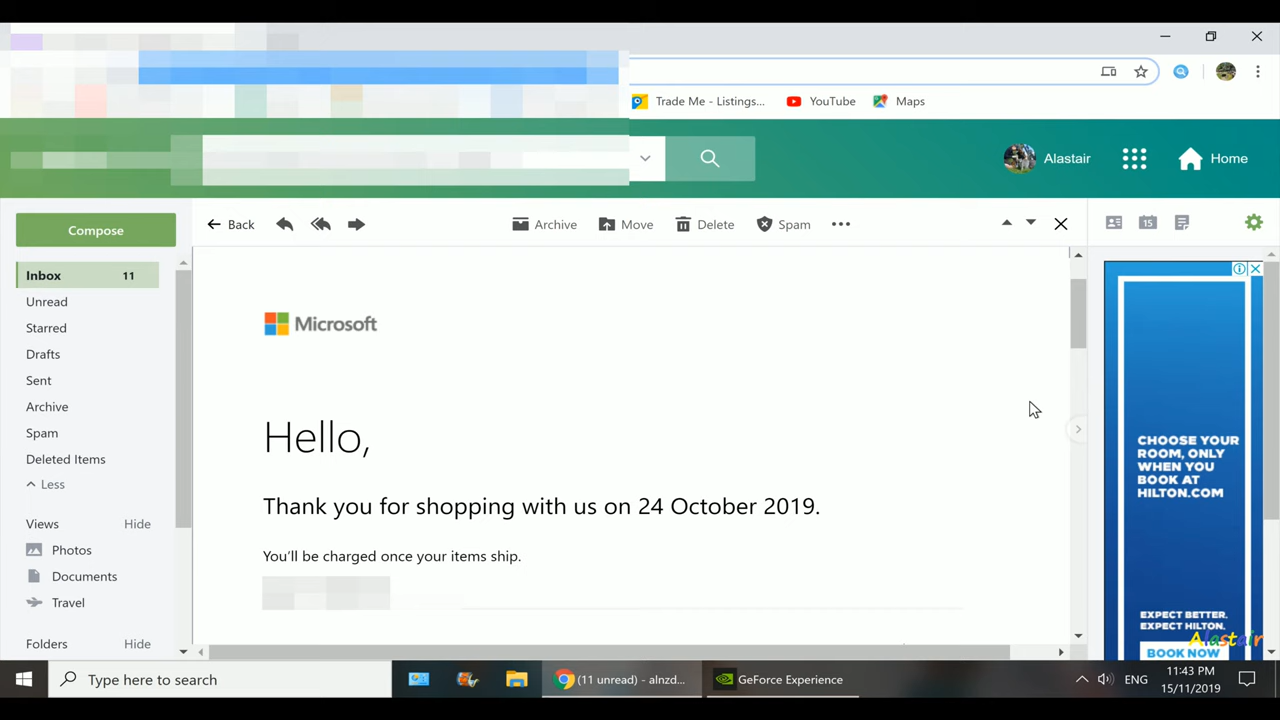 Trade Me - Listings...
YouTube
Maps
Alastair
Home
Compose
Back
Archive
Move
Delete
Spam
15
Inbox 11
Unread
Starred
Drafts
Sent
Archive
Spam
Deleted Items
Less
Views Hide
Photos
Documents
Travel
Folders Hide
Microsoft
Hello,
Thank you for shopping with us on 24 October 2019.
You'll be charged once your items ship.
CHOOSE YOUR
ROOM, ONLY
WHEN YOU
BOOK AT
HILTON.COM
EXPECT BETTER.
EXPECT HILTON.
Alastair
BOOK NOW
Type here to search
(11 unread) - alnzd...
GeForce Experience
ENG
11:43 PM
15/11/2019